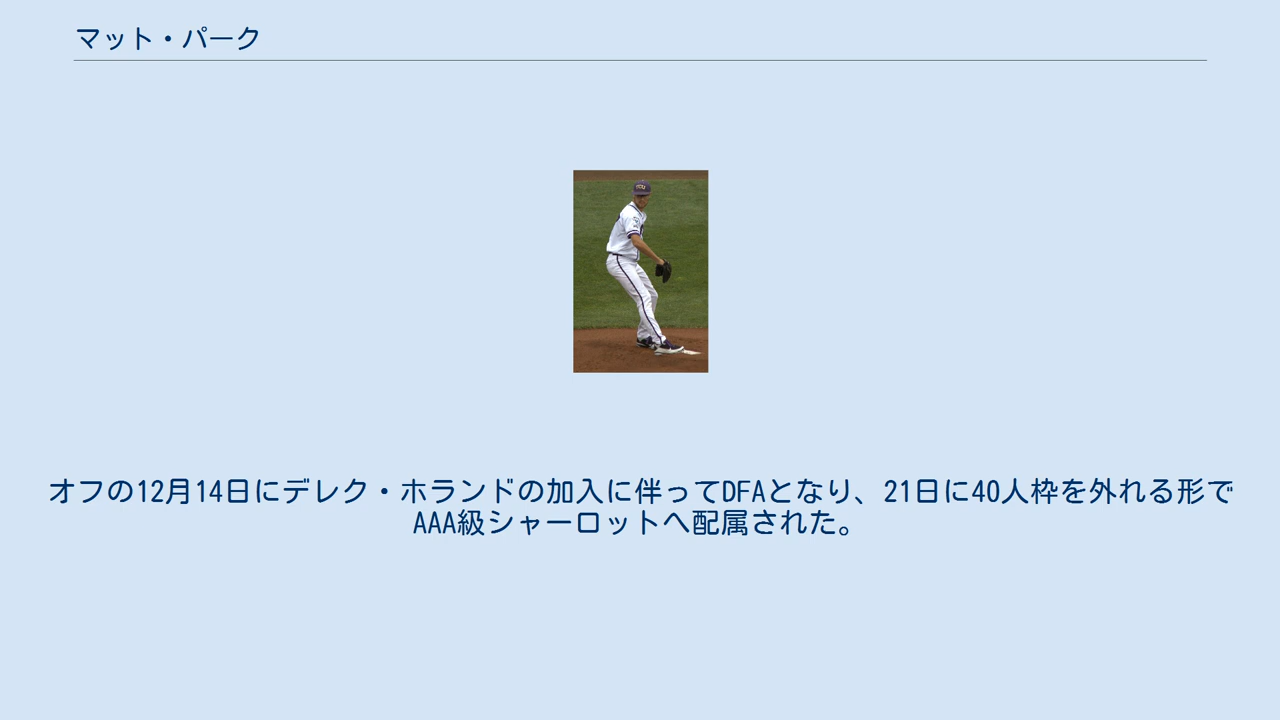 マット・パーク
オフの12月14日にデレク・ホランドの加入に伴ってDFAとなり、21日に40人枠を外れる形で
AAA級シャーロットへ配属された。